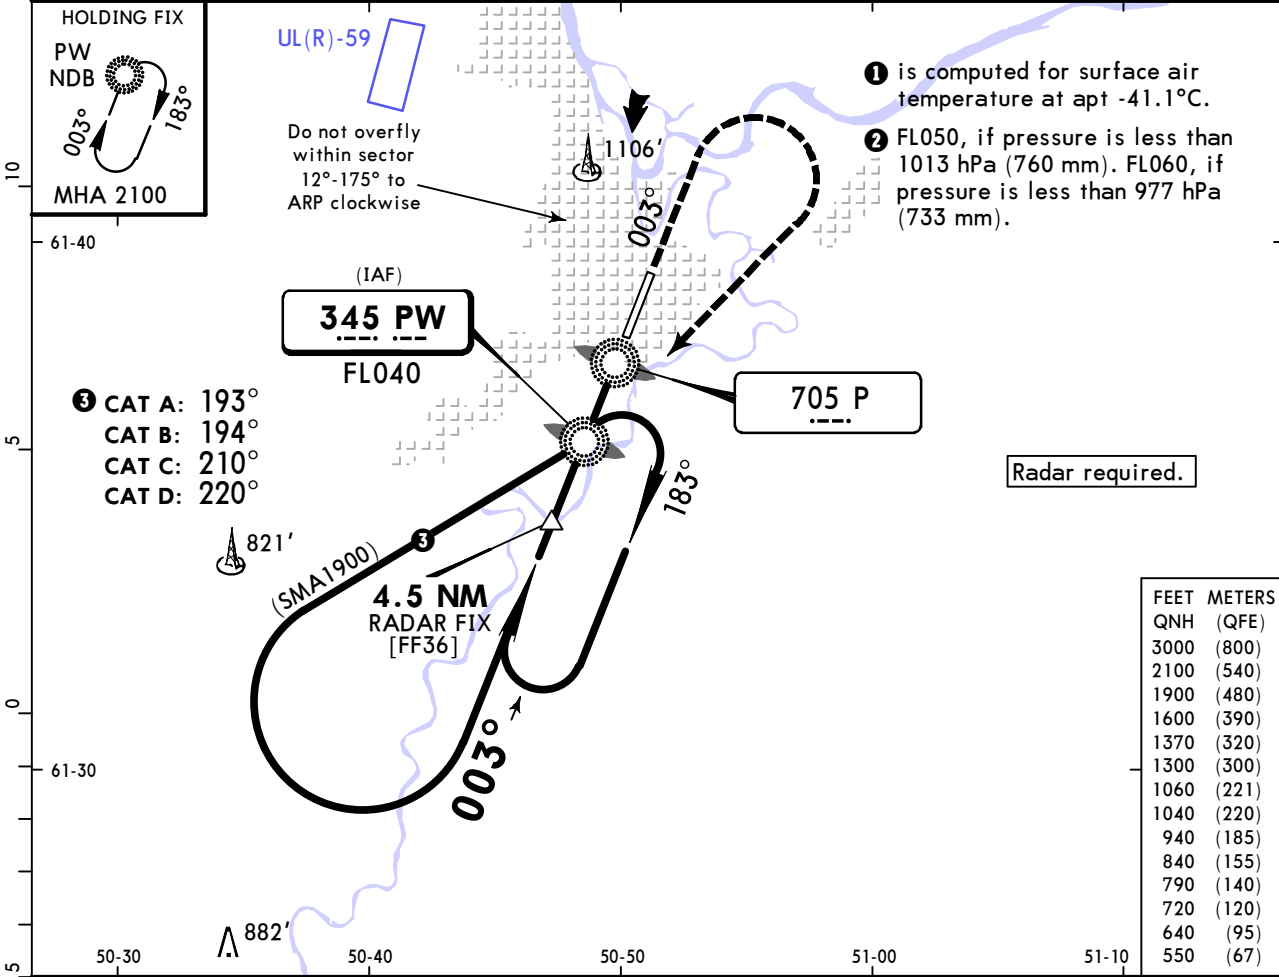 HOLDING FIX
PW
NDB
003°
183°
MHA 2100
UL(R)-59
Do not overfly
within sector
12°-175° to
ARP clockwise
1106'
❶ is computed for surface air
temperature at apt -41.1°C.
❷ FL050, if pressure is less than
1013 hPa (760 mm). FL060, if
pressure is less than 977 hPa
(733 mm).
10
61-40
003°
(IAF)
345 PW
FL040
705 P
❸ CAT A: 193°
CAT B: 194°
CAT C: 210°
CAT D: 220°
5
183°
Radar required.
821'
❸
(SMA1900)
4.5 NM
RADAR FIX
[FF36]
003°
0
61-30
FEET METERS
QNH (QFE)
3000 (800)
2100 (540)
1900 (480)
1600 (390)
1370 (320)
1300 (300)
1060 (221)
1040 (220)
940 (185)
840 (155)
790 (140)
720 (120)
640 (95)
550 (67)
882'
5
50-30
50-40
50-50
51-00
51-10